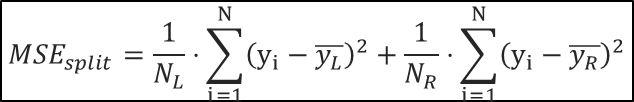 MSE_split = 1/N_L · ∑_{i=1}^{N} (y_i − \overline{y_L})² + 1/N_R · ∑_{i=1}^{N} (y_i − \overline{y_R})²